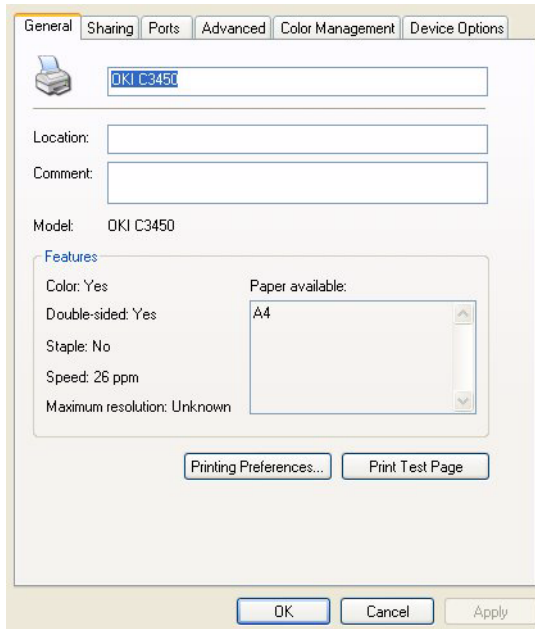 General Sharing Ports Advanced Color Management Device Options
OKI C3450
Location:
Comment:
Model: OKI C3450
Features
Color: Yes Paper available:
Double-sided: Yes A4
Staple: No
Speed: 26 ppm
Maximum resolution: Unknown
Printing Preferences... Print Test Page
OK Cancel Apply